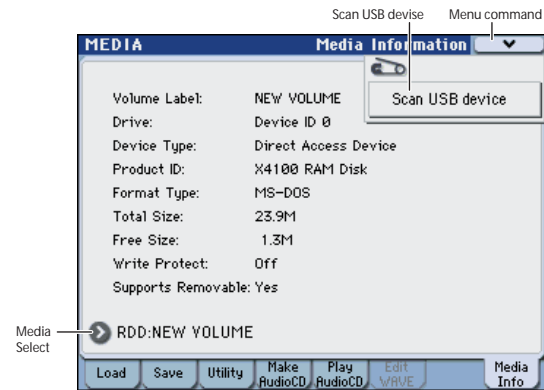 Scan USB devise Menu command
MEDIA Media Information
Scan USB device
Volume Label: NEW VOLUME
Drive: Device ID 0
Device Type: Direct Access Device
Product ID: X4100 RAM Disk
Format Type: MS-DOS
Total Size: 23.9M
Free Size: 1.3M
Write Protect: Off
Supports Removable: Yes
Media
Select
RDD:NEW VOLUME
Load Save Utility Make AudioCD Play AudioCD Edit WAVE Media Info